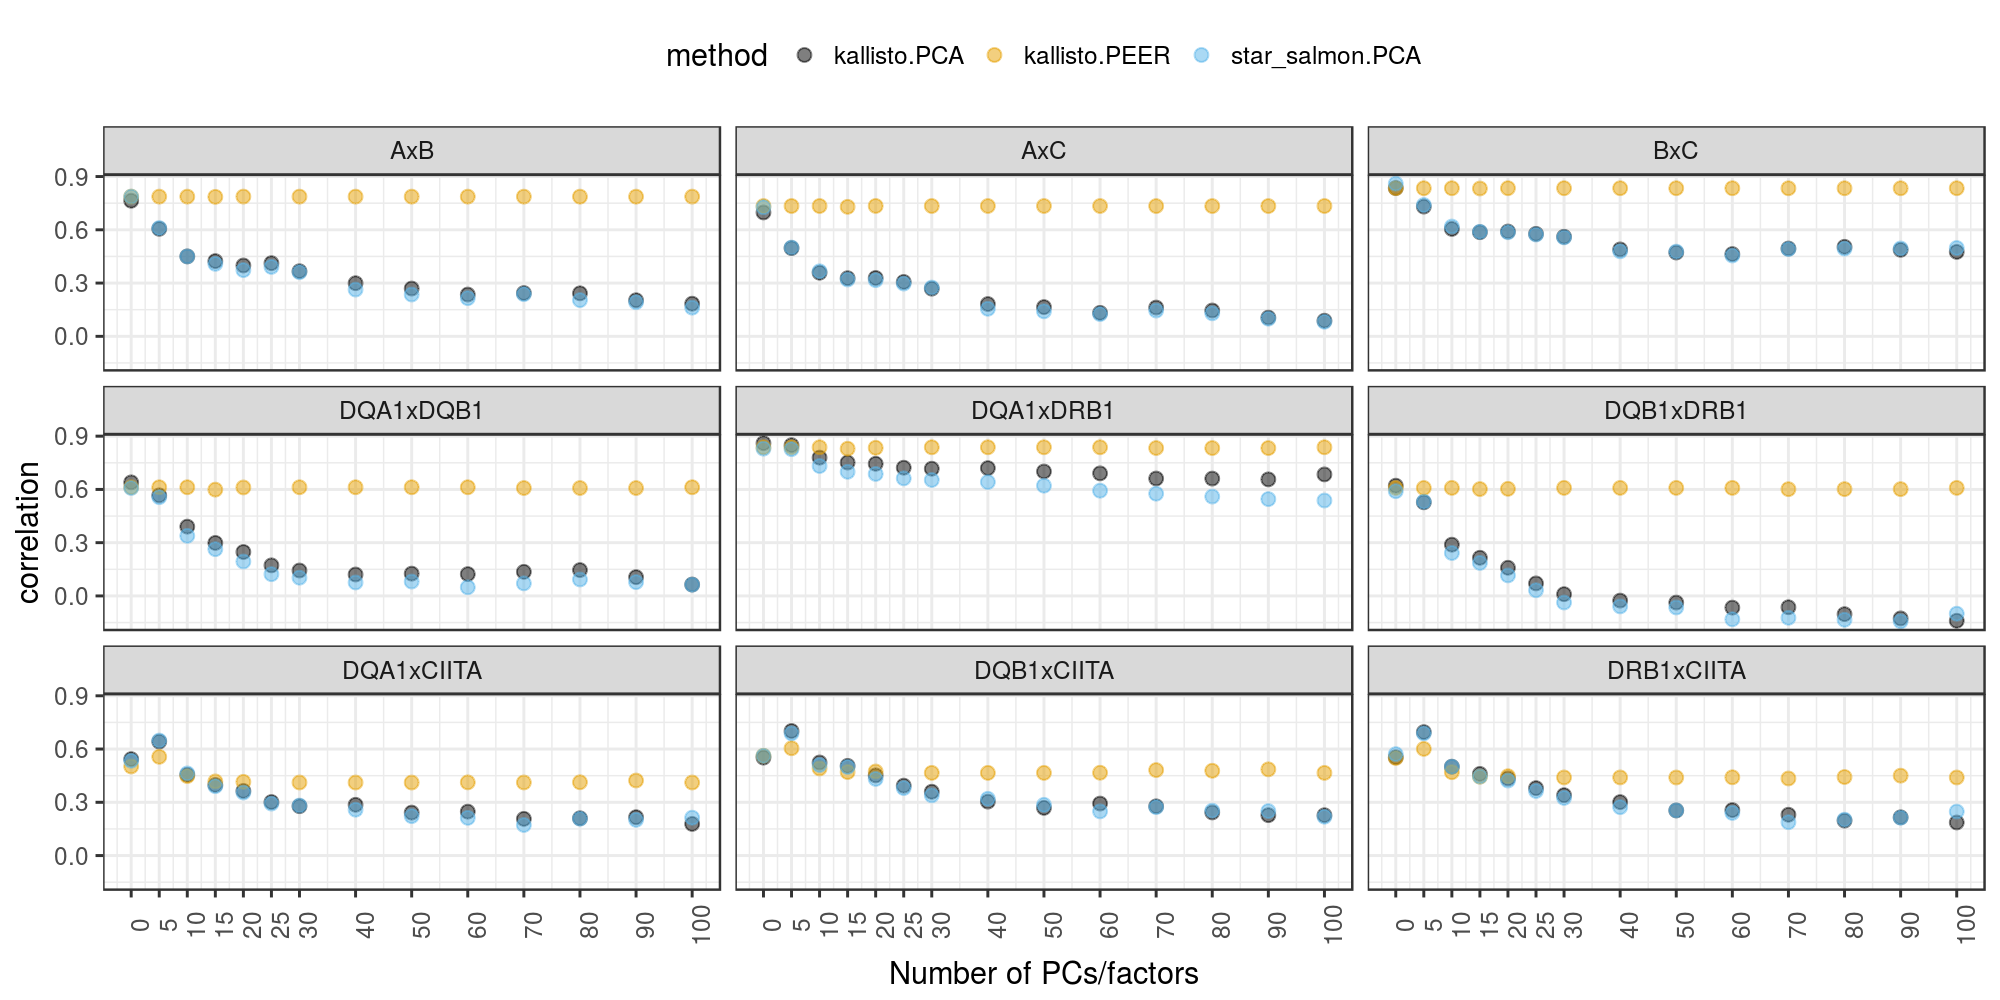 method kallisto.PCA kallisto.PEER star_salmon.PCA
AxB AxC BxC
0.9
0.6
0.3
0.0
DQA1xDQB1 DQA1xDRB1 DQB1xDRB1
0.9
0.6
0.3
0.0
correlation
DQA1xCIITA DQB1xCIITA DRB1xCIITA
0.9
0.6
0.3
0.0
0 5 10 15 20 25 30 40 50 60 70 80 90 100 0 5 10 15 20 25 30 40 50 60 70 80 90 100 0 5 10 15 20 25 30 40 50 60 70 80 90 100
Number of PCs/factors